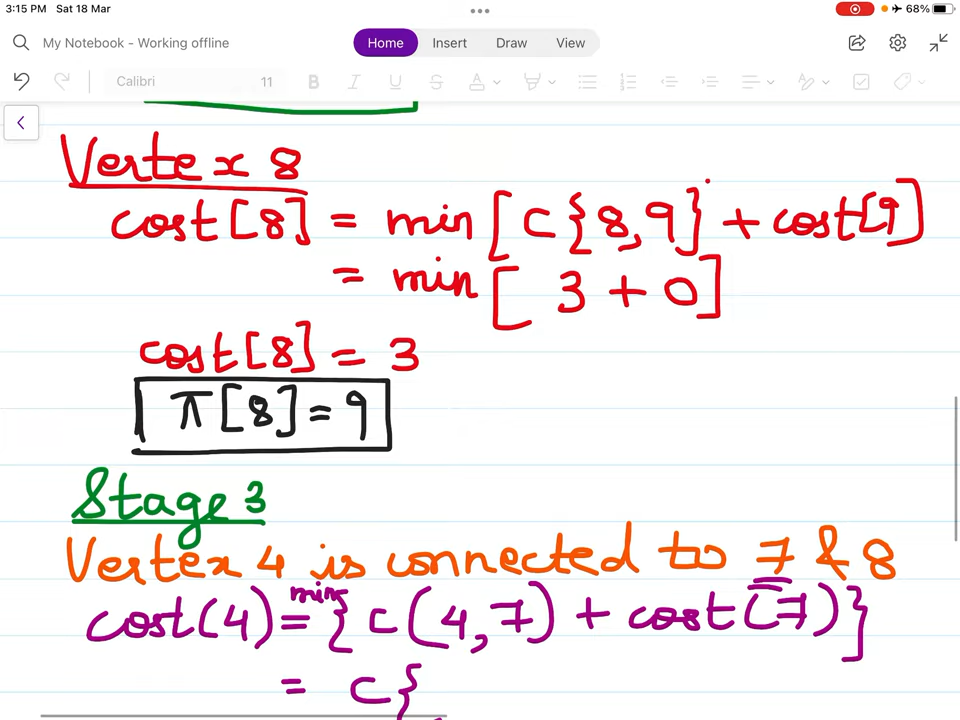 3:15 PM Sat 18 Mar
68%
My Notebook - Working offline
Home Insert Draw View
Calibri 11 B I U S A
Vertex 8
cost[8] = min[C{8,9} + cost[9]
= min[3 + 0]
cost[8] = 3
π[8] = 9
Stage 3
Vertex 4 is connected to 7 & 8
cost(4) = min{C(4,7) + cost(7)}
= C{